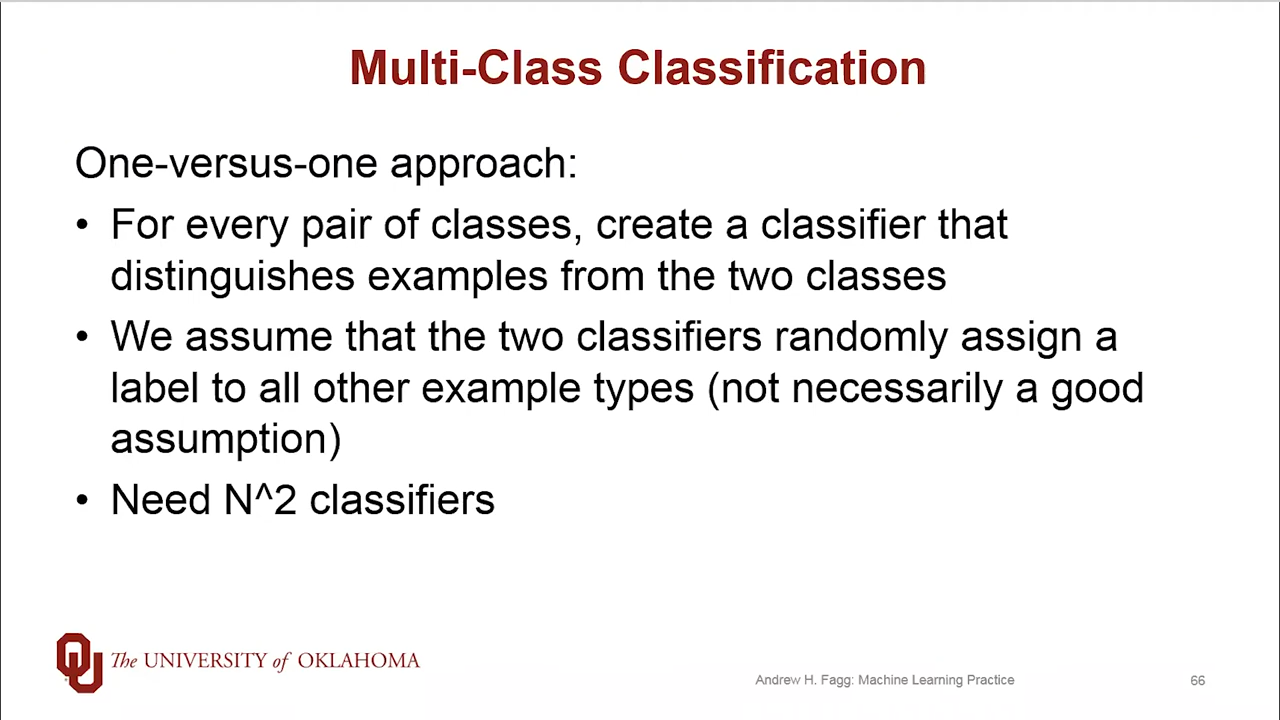 Multi-Class Classification
One-versus-one approach:
• For every pair of classes, create a classifier that
distinguishes examples from the two classes
• We assume that the two classifiers randomly assign a
label to all other example types (not necessarily a good
assumption)
• Need N^2 classifiers
The UNIVERSITY of OKLAHOMA
Andrew H. Fagg: Machine Learning Practice
66